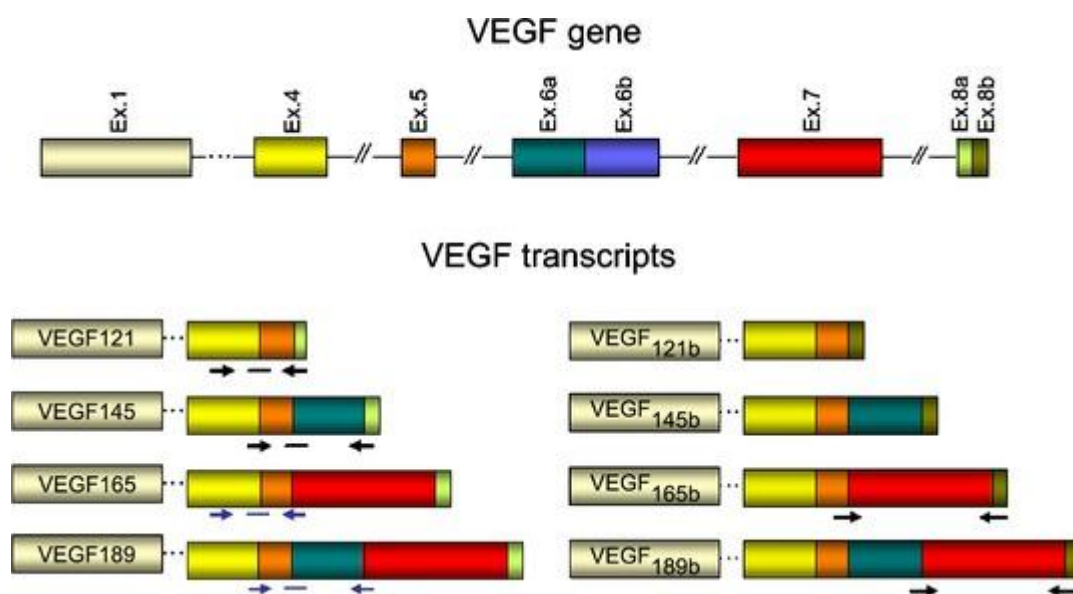 VEGF gene
Ex.1
Ex.4
Ex.5
Ex.6a
Ex.6b
Ex.7
Ex.8a
Ex.8b
VEGF transcripts
VEGF121
VEGF121b
VEGF145
VEGF145b
VEGF165
VEGF165b
VEGF189
VEGF189b